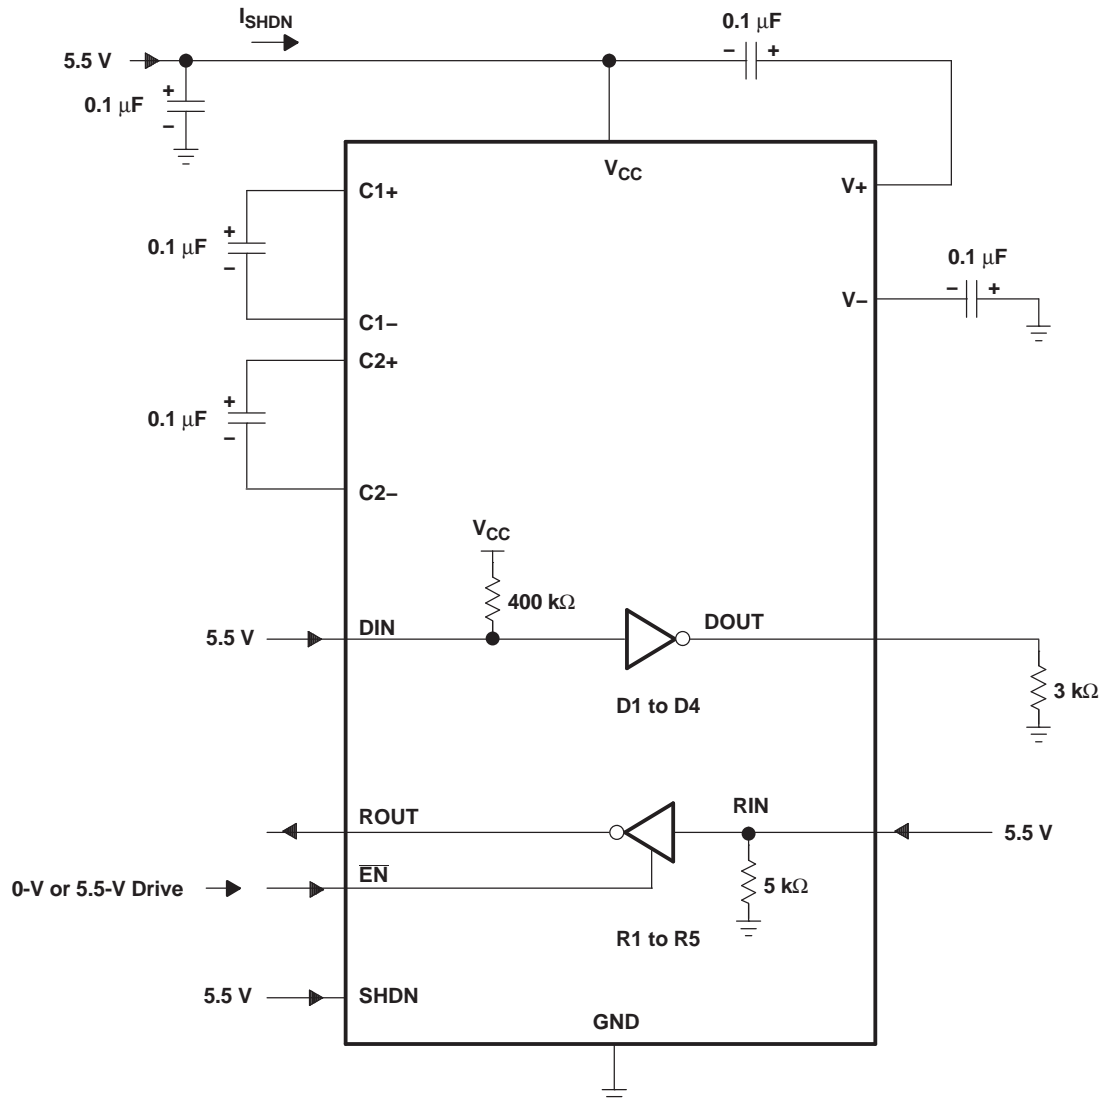 I_SHDN
0.1 μF
5.5 V
– +
0.1 μF
+
–
V_CC
C1+
V+
0.1 μF
+
–
0.1 μF
V–
– +
C1–
C2+
0.1 μF
+
–
C2–
V_CC
400 kΩ
5.5 V
DIN
DOUT
3 kΩ
D1 to D4
ROUT
RIN
5.5 V
0-V or 5.5-V Drive
E̅N̅
5 kΩ
R1 to R5
5.5 V
SHDN
GND